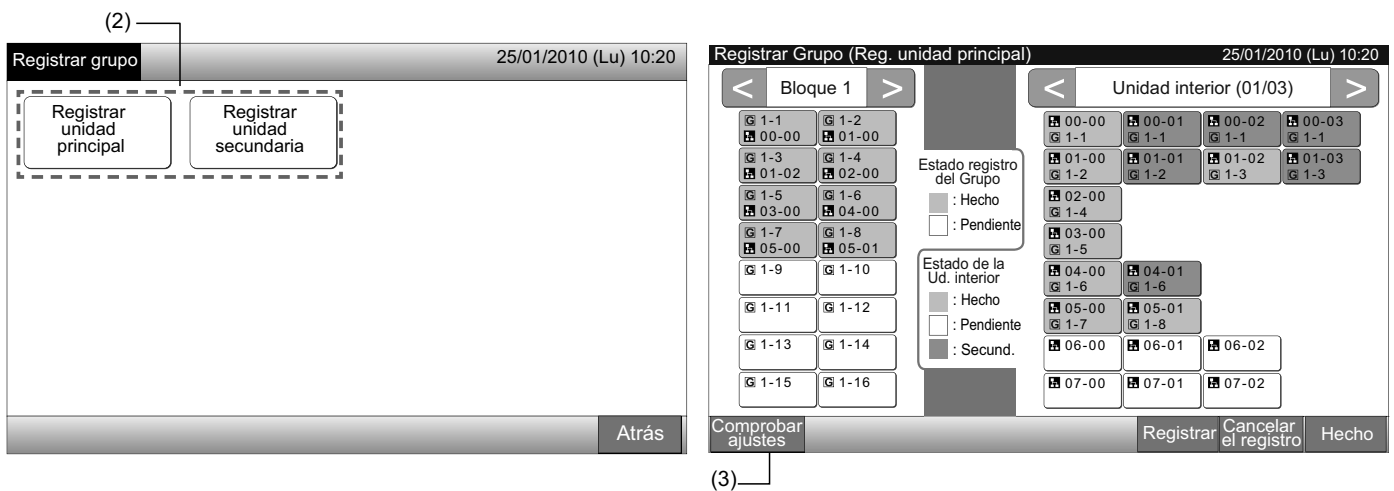 (2)
Registrar grupo
25/01/2010 (Lu) 10:20
Registrar
unidad
principal
Registrar
unidad
secundaria
Atrás
Registrar Grupo (Reg. unidad principal)
25/01/2010 (Lu) 10:20
< Bloque 1 >
< Unidad interior (01/03) >
G 1-1 G 1-2
00-00 01-00
G 1-3 G 1-4
01-02 02-00
G 1-5 G 1-6
03-00 04-00
G 1-7 G 1-8
05-00 05-01
G 1-9 G 1-10
G 1-11 G 1-12
G 1-13 G 1-14
G 1-15 G 1-16
Estado registro
del Grupo
: Hecho
: Pendiente
Estado de la
Ud. interior
: Hecho
: Pendiente
: Secund.
00-00 00-01 00-02 00-03
G 1-1 G 1-1 G 1-1 G 1-1
01-00 01-01 01-02 01-03
G 1-2 G 1-2 G 1-3 G 1-3
02-00
G 1-4
03-00
G 1-5
04-00 04-01
G 1-6 G 1-6
05-00 05-01
G 1-7 G 1-8
06-00 06-01 06-02
07-00 07-01 07-02
Comprobar
ajustes
Registrar
Cancelar
el registro
Hecho
(3)